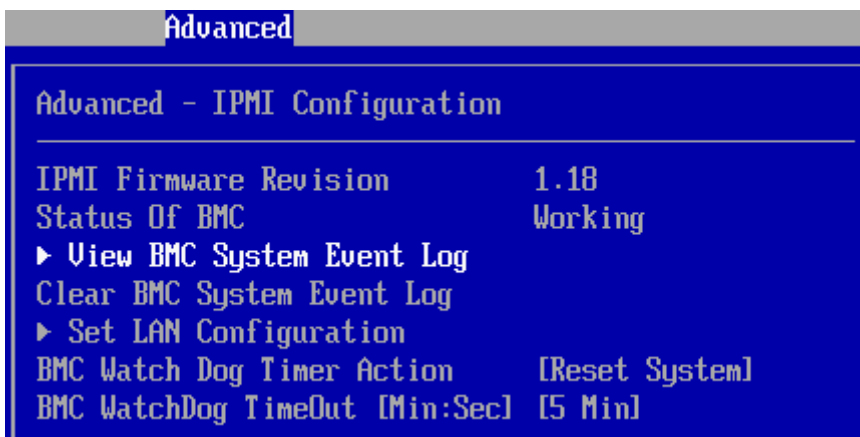 Advanced
Advanced - IPMI Configuration
IPMI Firmware Revision 1.18
Status Of BMC Working
▶ View BMC System Event Log
Clear BMC System Event Log
▶ Set LAN Configuration
BMC Watch Dog Timer Action [Reset System]
BMC WatchDog TimeOut [Min:Sec] [5 Min]